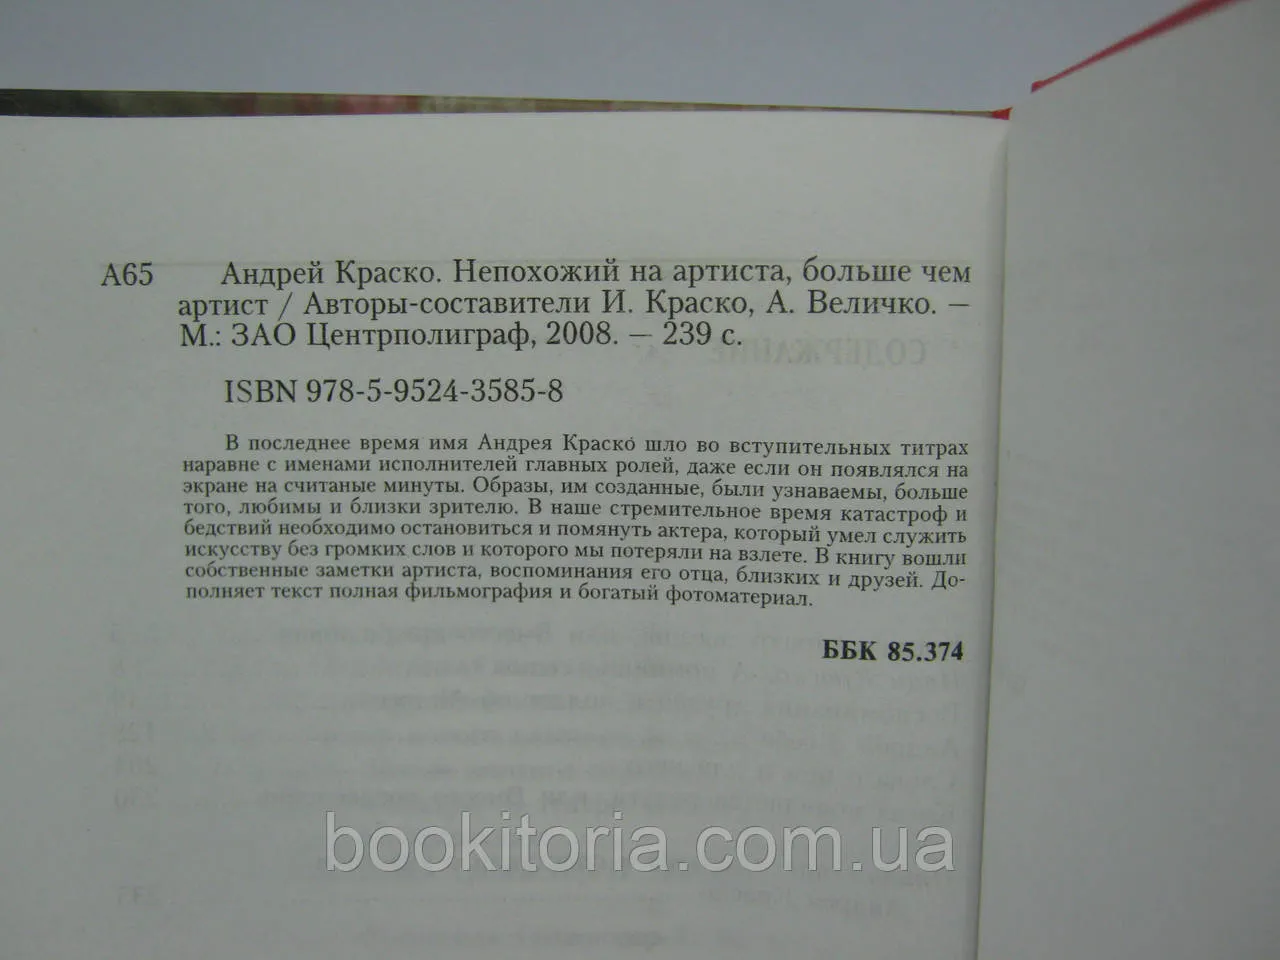 А65 Андрей Краско. Непохожий на артиста, больше чем
артист / Авторы-составители И. Краско, А. Величко. —
М.: ЗАО Центрполиграф, 2008. — 239 с.
ISBN 978-5-9524-3585-8
В последнее время имя Андрея Краско́ шло во вступительных титрах
наравне с именами исполнителей главных ролей, даже если он появлялся на
экране на считаные минуты. Образы, им созданные, были узнаваемы, больше
того, любимы и близки зрителю. В наше стремительное время катастроф и
бедствий необходимо остановиться и помянуть актера, который умел служить
искусству без громких слов и которого мы потеряли на взлете. В книгу вошли
собственные заметки артиста, воспоминания его отца, близких и друзей. До-
полняет текст полная фильмография и богатый фотоматериал.
ББК 85.374
СОДЕРЖАНИЕ
bookitoria.com.ua